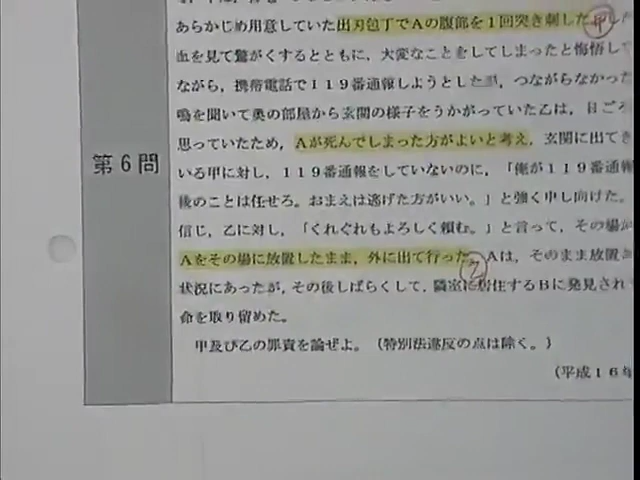 あらかじめ用意していた出刃包丁でAの腹部を1回突き刺した 甲
血を見て驚がくするとともに，大変なことをしてしまったと悔悟して
ながら，携帯電話で１１９番通報しようとした が，つながらなかった
鳴を聞いて奥の部屋から玄関の様子をうかがっていた乙は，日ごろ
思っていたため，Aが死んでしまった方がよいと考え，玄関に出てき
第６問
いる甲に対し，１１９番通報をしていないのに，「俺が１１９番通
後のことは任せろ。おまえは逃げた方がいい。」と強く申し向けた。
信じ，乙に対し，「くれぐれもよろしく頼む。」と言って，その場か
Aをその場に放置したまま，外に出て行った。 乙 Aは，そのまま放置
状況にあったが，その後しばらくして，隣室に居住するBに発見され
命を取り留めた。
甲及び乙の罪責を論ぜよ。（特別法違反の点は除く。）
（平成１６年